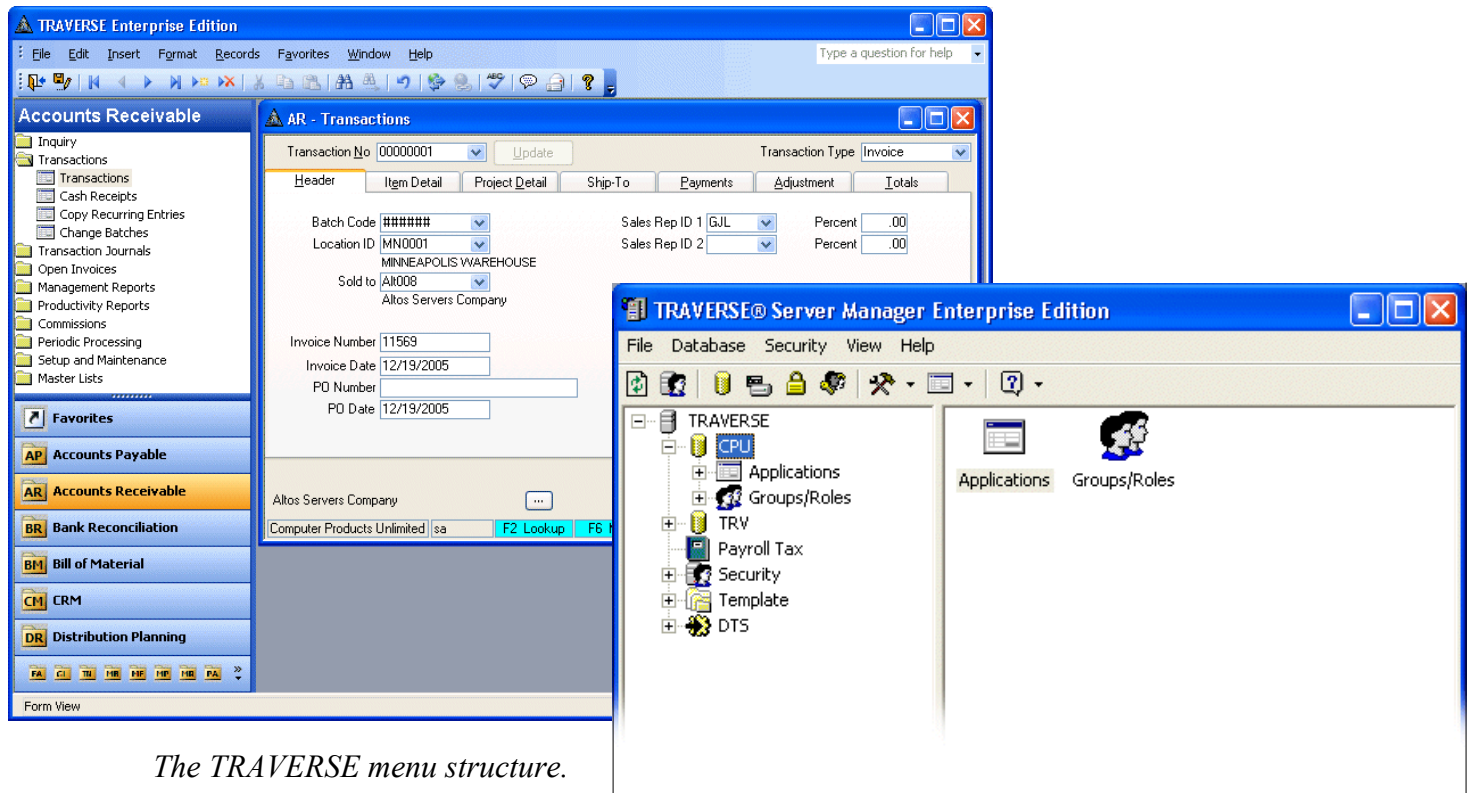 TRAVERSE Enterprise Edition
File Edit Insert Format Records Favorites Window Help
Type a question for help
Accounts Receivable
Inquiry
Transactions
Transactions
Cash Receipts
Copy Recurring Entries
Change Batches
Transaction Journals
Open Invoices
Management Reports
Productivity Reports
Commissions
Periodic Processing
Setup and Maintenance
Master Lists
Favorites
AP Accounts Payable
AR Accounts Receivable
BR Bank Reconciliation
BM Bill of Material
CM CRM
DR Distribution Planning
FA GL IN MB MF MP MR PA
Form View
AR - Transactions
Transaction No 00000001 Update Transaction Type Invoice
Header Item Detail Project Detail Ship-To Payments Adjustment Totals
Batch Code ###### Sales Rep ID 1 GJL Percent .00
Location ID MN0001 Sales Rep ID 2 Percent .00
MINNEAPOLIS WAREHOUSE
Sold to Alt008
Altos Servers Company
Invoice Number 11569
Invoice Date 12/19/2005
PO Number
PO Date 12/19/2005
Altos Servers Company ...
Computer Products Unlimited sa F2 Lookup F6
TRAVERSE® Server Manager Enterprise Edition
File Database Security View Help
TRAVERSE
CPU
Applications
Groups/Roles
TRV
Payroll Tax
Security
Template
DTS
Applications Groups/Roles
The TRAVERSE menu structure.